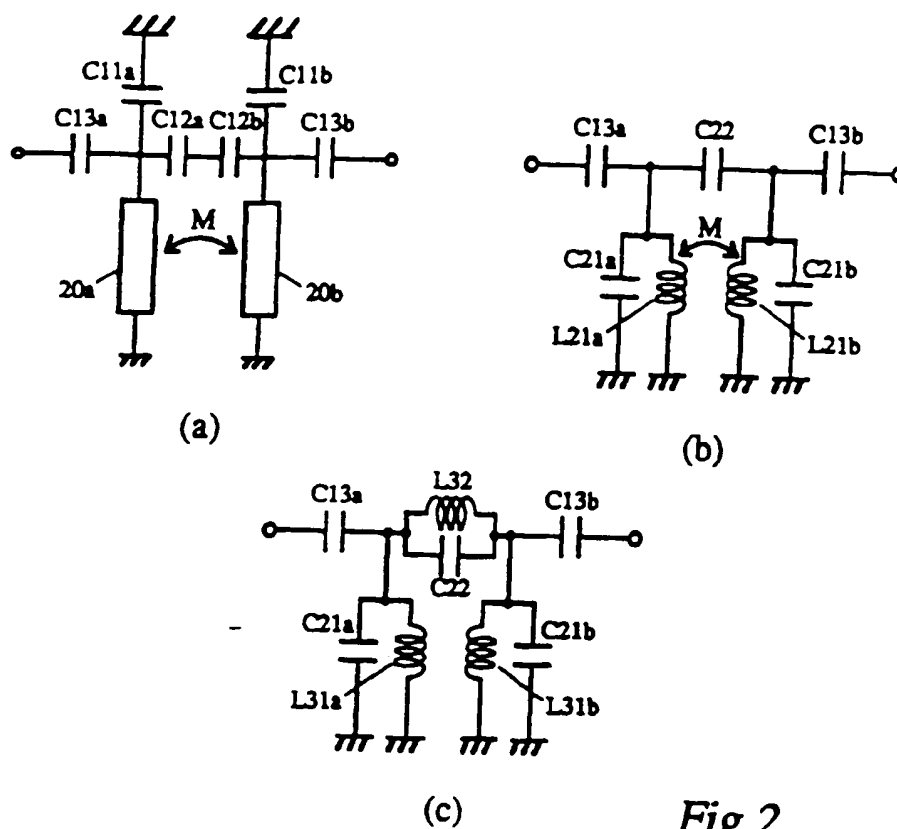 C11a C11b
C13a C12a C12b C13b
M
20a 20b
(a)
C13a C22 C13b
M
C21a C21b
L21a L21b
(b)
L32
C13a C13b
C22
C21a C21b
L31a L31b
(c)
Fig 2